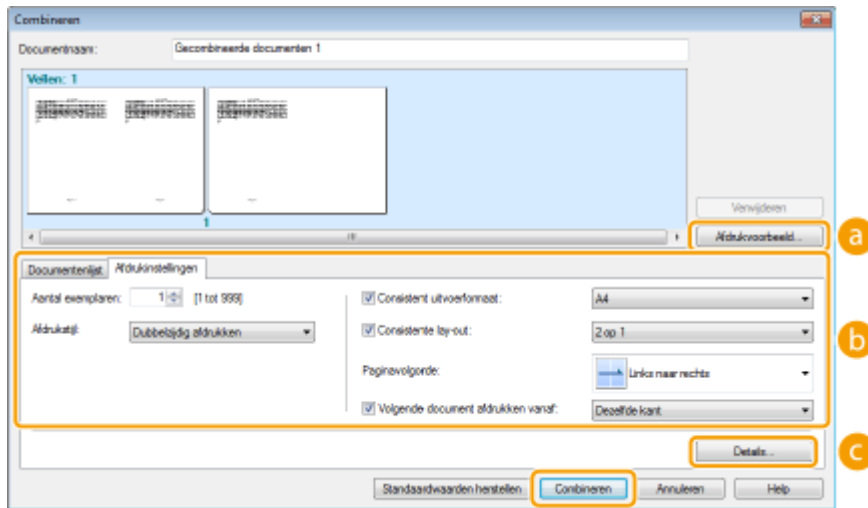 Combineren
Documentnaam: Gecombineerde documenten 1
Vellen: 1
1
Verwijderen
Afdrukvoorbeeld... a
Documentenlijst Afdrukinstellingen
Aantal exemplaren: 1 [1 tot 999] Consistent uitvoerformaat: A4
Afdrukstijl: Dubbelzijdig afdrukken Consistente lay-out: 2 op 1 b
Paginavolgorde: Links naar rechts
Volgende document afdrukken vanaf: Dezelfde kant
Details... c
Standaardwaarden herstellen Combineren Annuleren Help